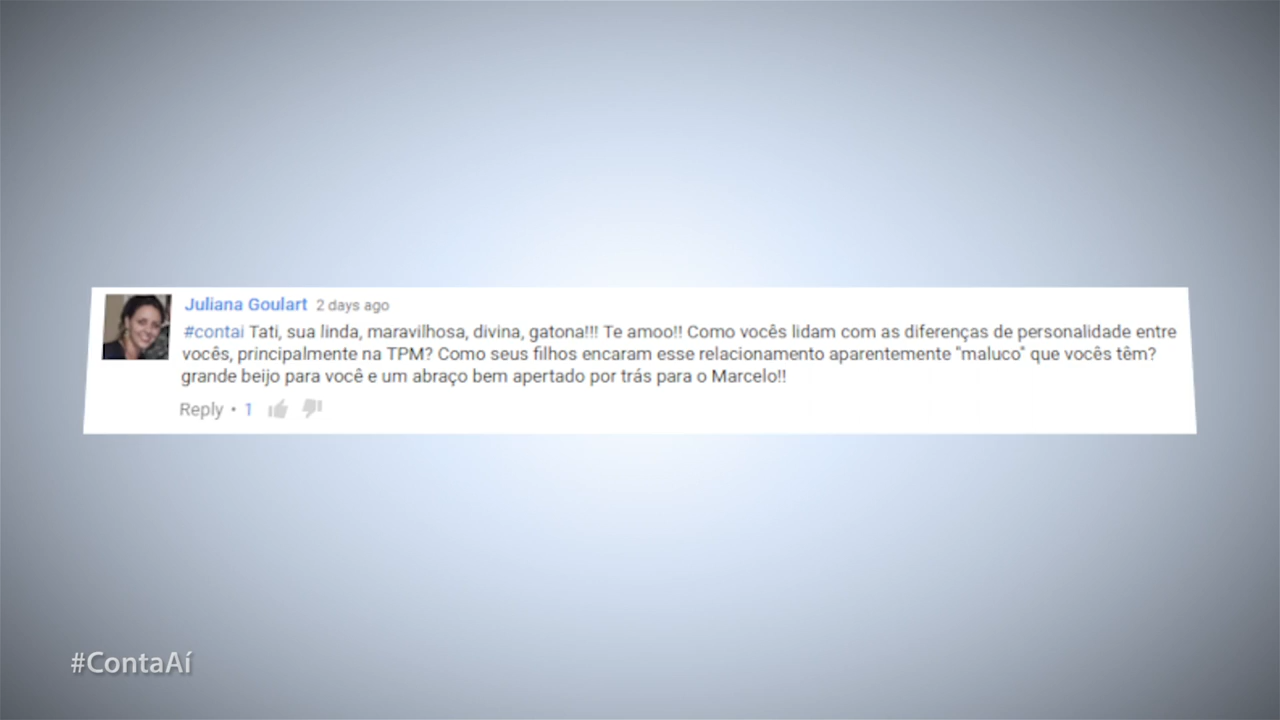 Juliana Goulart 2 days ago
#contai Tati, sua linda, maravilhosa, divina, gatona!!! Te amoo!! Como vocês lidam com as diferenças de personalidade entre
vocês, principalmente na TPM? Como seus filhos encaram esse relacionamento aparentemente "maluco" que vocês têm?
grande beijo para você e um abraço bem apertado por trás para o Marcelo!!
Reply • 1
#ContaAí